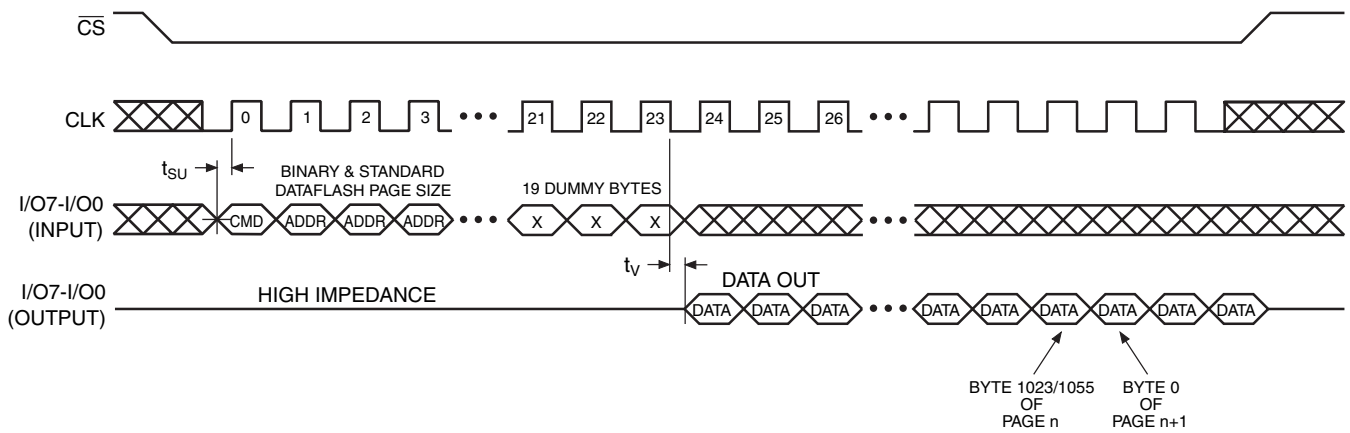 CS
CLK
0 1 2 3 ••• 21 22 23 24 25 26 •••
tSU
BINARY & STANDARD
DATAFLASH PAGE SIZE
19 DUMMY BYTES
I/O7-I/O0
(INPUT)
CMD ADDR ADDR ADDR ••• X X X •••
tV
DATA OUT
I/O7-I/O0
(OUTPUT)
HIGH IMPEDANCE
DATA DATA DATA ••• DATA DATA DATA DATA DATA DATA
BYTE 1023/1055
OF
PAGE n
BYTE 0
OF
PAGE n+1